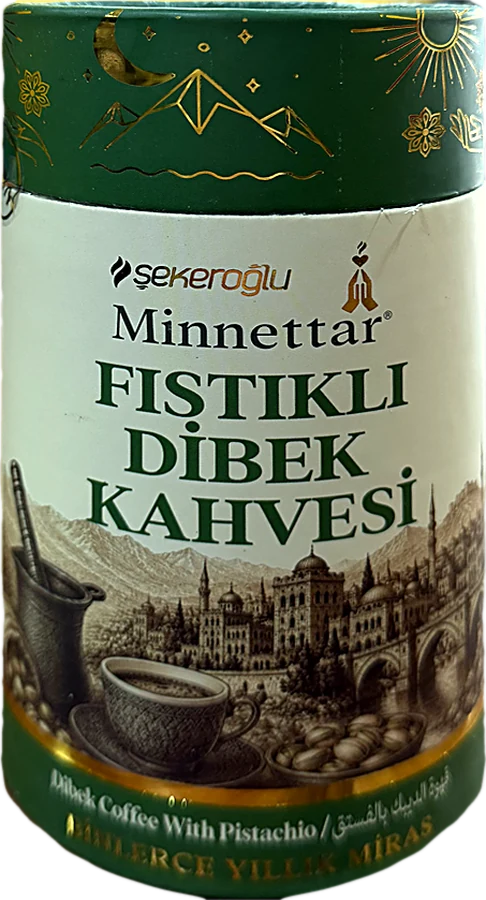 şekeroğlu
Minnettar®
FISTIKLI
DİBEK
KAHVESİ
Dibek Coffee With Pistachio / قهوة الديبك بالفستق
BİNLERCE YILLIK MİRAS